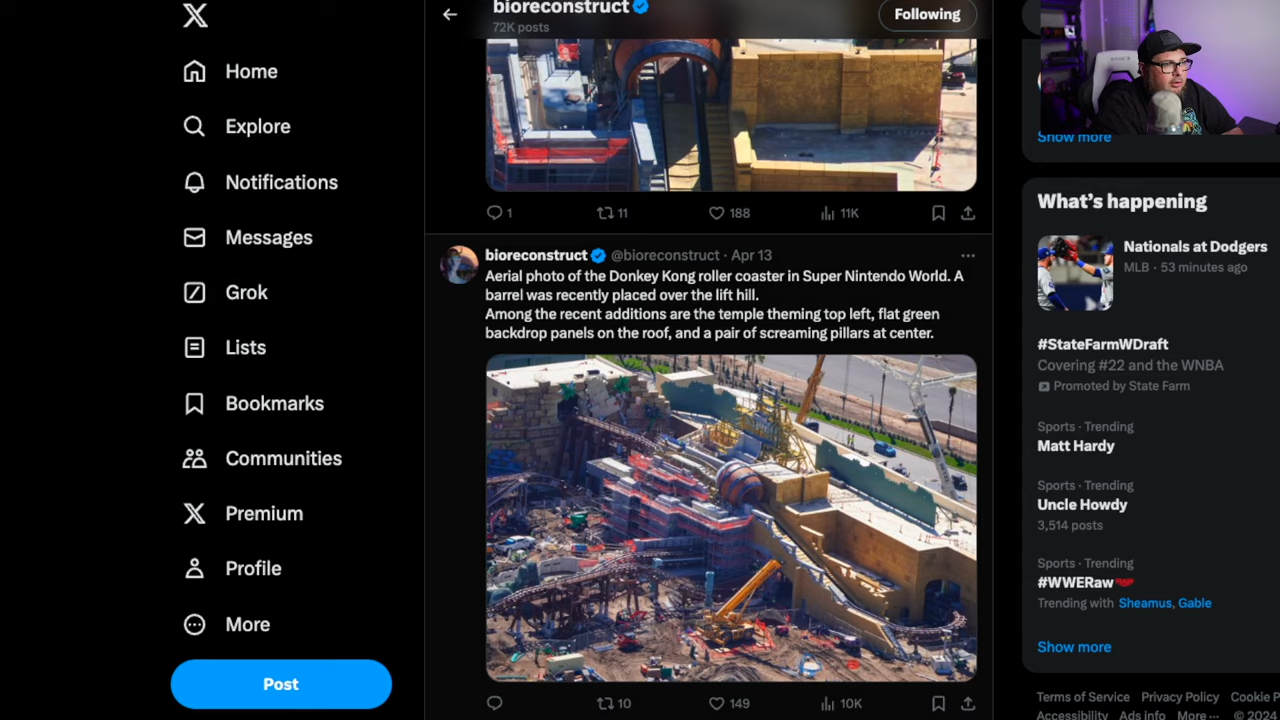 Home
Explore
Notifications
Messages
Grok
Lists
Bookmarks
Communities
Premium
Profile
More
Post
bioreconstruct
72K posts
Following
1
11
188
11K
bioreconstruct @bioreconstruct · Apr 13
Aerial photo of the Donkey Kong roller coaster in Super Nintendo World. A
barrel was recently placed over the lift hill.
Among the recent additions are the temple theming top left, flat green
backdrop panels on the roof, and a pair of screaming pillars at center.
10
149
10K
Show more
What's happening
Nationals at Dodgers
MLB · 53 minutes ago
#StateFarmWDraft
Covering #22 and the WNBA
Promoted by State Farm
Sports · Trending
Matt Hardy
Sports · Trending
Uncle Howdy
3,514 posts
Sports · Trending
#WWERaw
Trending with Sheamus, Gable
Show more
Terms of Service Privacy Policy Cookie P
Accessibility Ads info More ··· © 2024